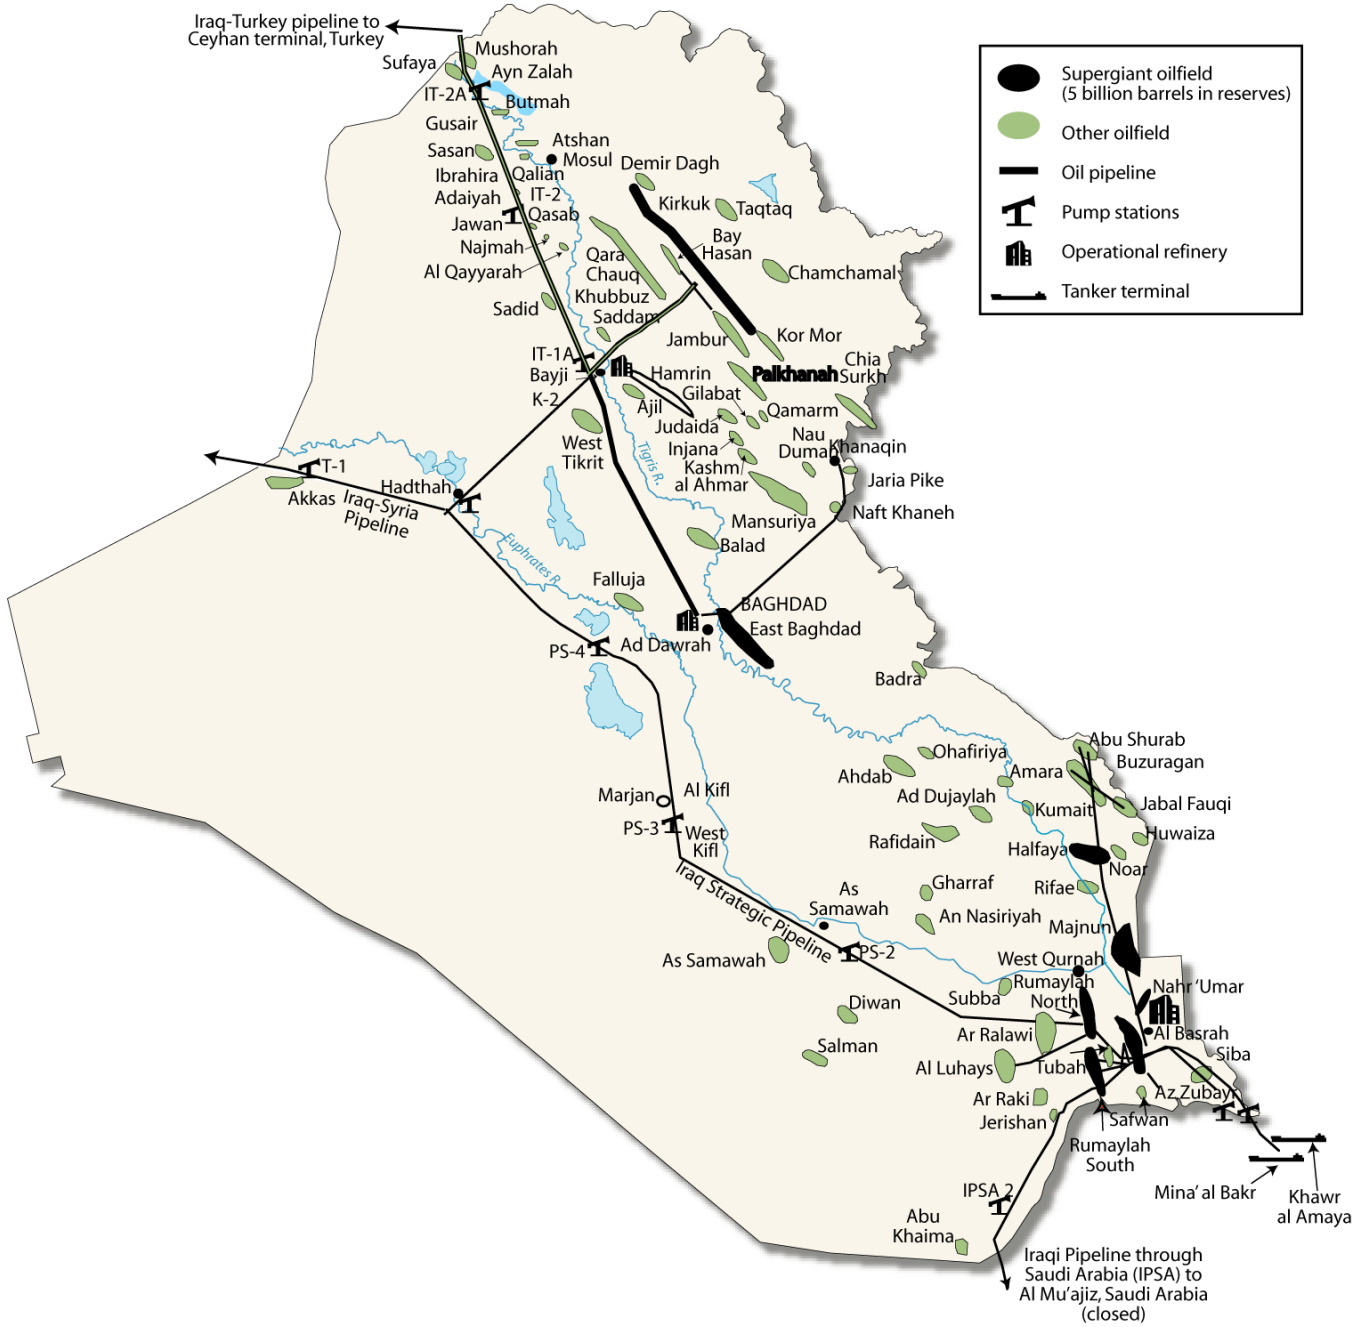 Iraq-Turkey pipeline to
Ceyhan terminal, Turkey
Mushorah
Sufaya
Ayn Zalah
IT-2A
Butmah
Gusair
Atshan
Mosul
Sasan
Qalian
Ibrahira
Adaiyah
IT-2
Jawan
Qasab
Najmah
Al Qayyarah
Demir Dagh
Kirkuk
Taqtaq
Bay
Hasan
Qara
Chauq
Chamchamal
Khubbuz
Saddam
Sadid
Jambur
Kor Mor
IT-1A
Bayji
K-2
Hamrin
Palkhanah
Chia
Surkh
Gilabat
Ajil
Qamarm
Judaida
West
Tikrit
Injana
Nau
Dumah
Khanaqin
Kashm
al Ahmar
Jaria Pike
Tigris R.
T-1
Akkas
Hadthah
Iraq-Syria
Pipeline
Mansuriya
Naft Khaneh
Balad
Euphrates R.
Falluja
BAGHDAD
East Baghdad
Ad Dawrah
PS-4
Badra
Abu Shurab
Buzuragan
Ohafiriya
Ahdab
Amara
Marjan
Al Kifl
Ad Dujaylah
Kumait
Jabal Fauqi
PS-3
West
Kifl
Rafidain
Huwaiza
Halfaya
Noar
Iraq Strategic Pipeline
As
Samawah
Gharraf
Rifae
An Nasiriyah
Majnun
As Samawah
PS-2
West Qurnah
Subba
Rumaylah
North
Nahr ‘Umar
Diwan
Ar Ralawi
Al Basrah
Salman
Al Luhays
Tubah
Siba
Ar Raki
Az Zubayr
Jerishan
Safwan
Rumaylah
South
IPSA 2
Mina’ al Bakr
Khawr
al Amaya
Abu
Khaima
Iraqi Pipeline through
Saudi Arabia (IPSA) to
Al Mu’ajiz, Saudi Arabia
(closed)
Supergiant oilfield
(5 billion barrels in reserves)
Other oilfield
Oil pipeline
Pump stations
Operational refinery
Tanker terminal